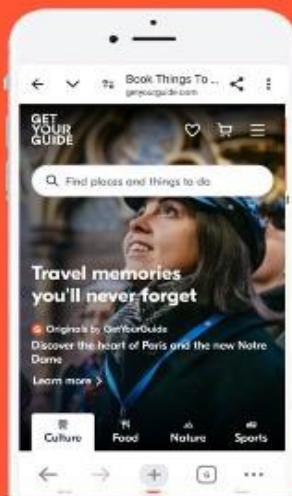 Book Things To ...
getyourguide.com
GET
YOUR
GUIDE
Find places and things to do
Travel memories
you'll never forget
Originals by GetYourGuide
Discover the heart of Paris and the new Notre
Dame
Learn more >
Culture
Food
Nature
Sports